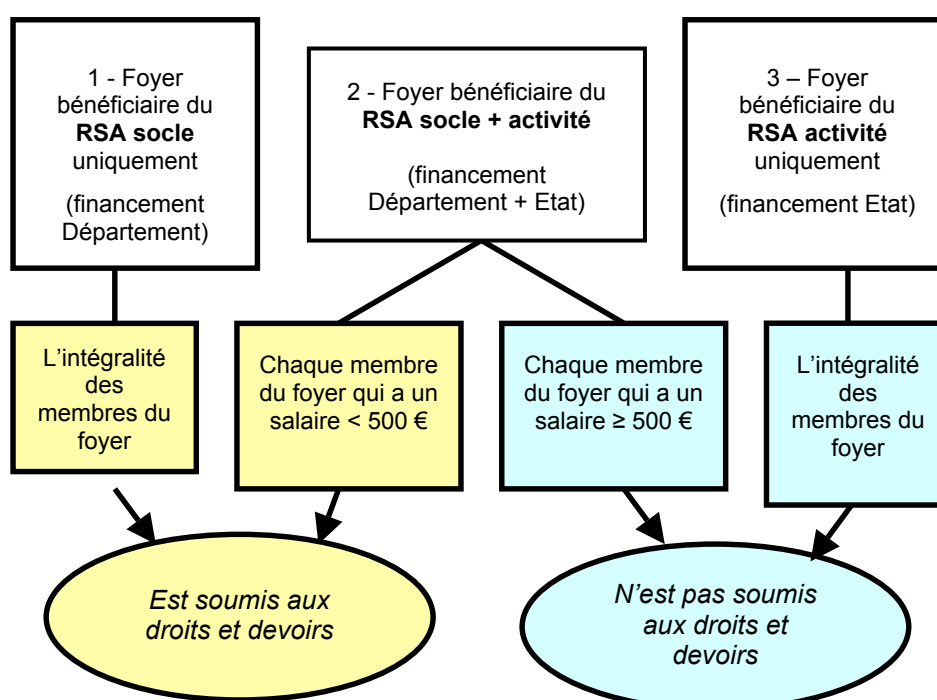 1 - Foyer
bénéficiaire du
RSA socle
uniquement
(financement
Département)
2 - Foyer bénéficiaire du
RSA socle + activité
(financement
Département + Etat)
3 – Foyer
bénéficiaire du
RSA activité
uniquement
(financement Etat)
L'intégralité
des
membres du
foyer
Chaque membre
du foyer qui a un
salaire < 500 €
Chaque membre
du foyer qui a un
salaire ≥ 500 €
L'intégralité
des
membres du
foyer
Est soumis aux
droits et devoirs
N'est pas soumis
aux droits et
devoirs